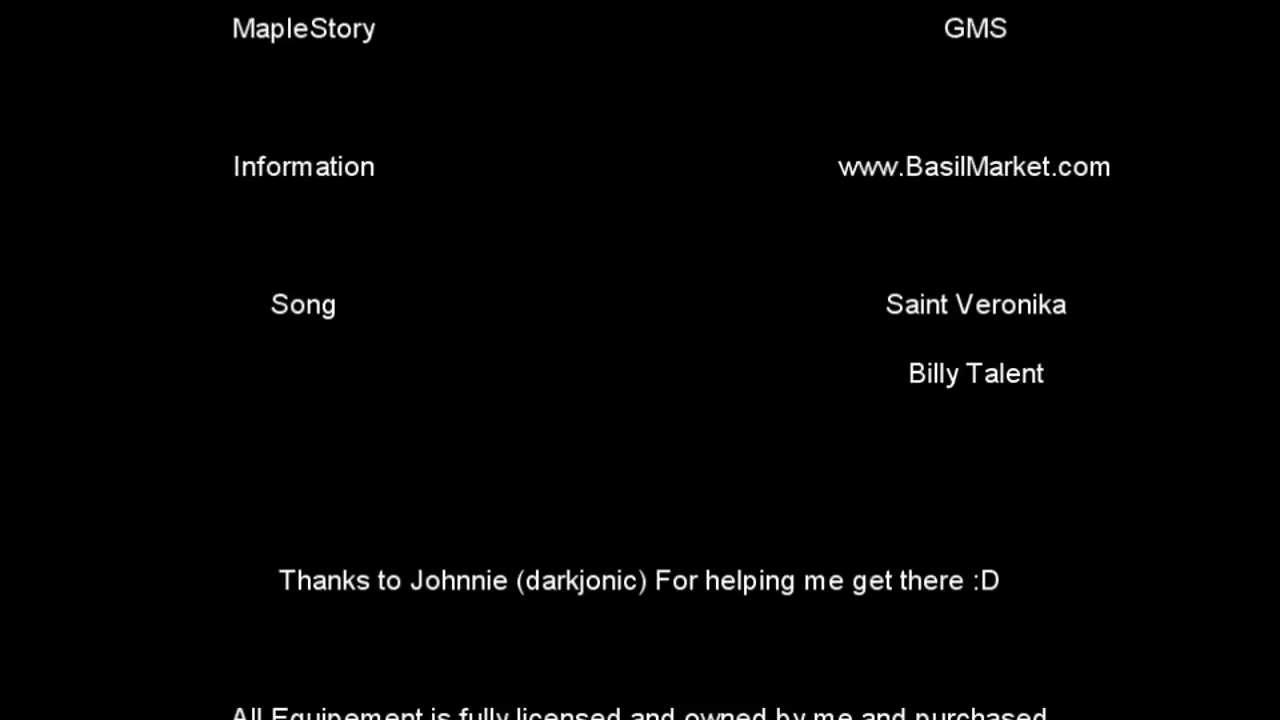 MapleStory GMS
Information www.BasilMarket.com
Song Saint Veronika
Billy Talent
Thanks to Johnnie (darkjonic) For helping me get there :D
All Equipement is fully licensed and owned by me and purchased